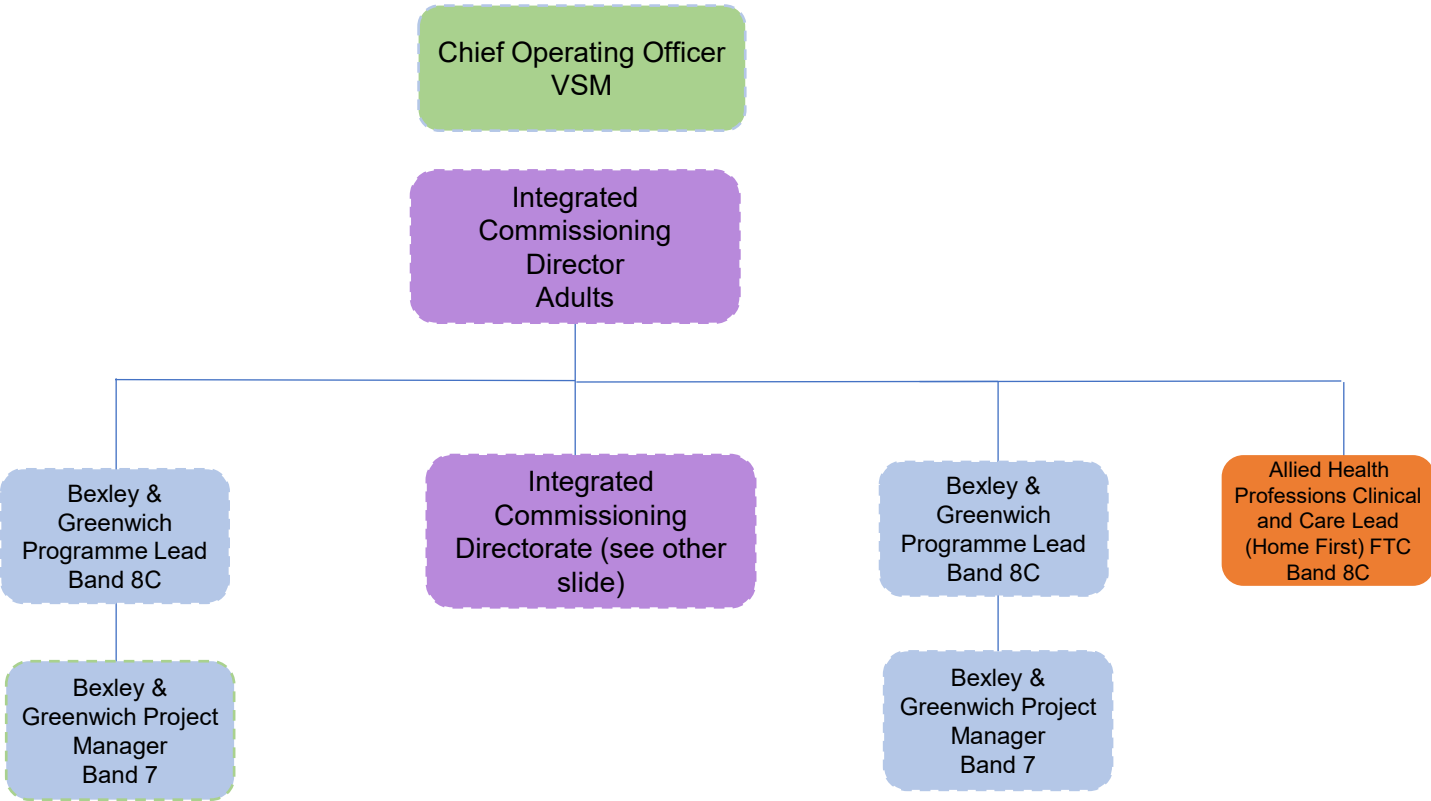 Chief Operating Officer
VSM
Integrated
Commissioning
Director
Adults
Bexley &
Greenwich
Programme Lead
Band 8C
Integrated
Commissioning
Directorate (see other
slide)
Bexley &
Greenwich
Programme Lead
Band 8C
Allied Health
Professions Clinical
and Care Lead
(Home First) FTC
Band 8C
Bexley &
Greenwich Project
Manager
Band 7
Bexley &
Greenwich Project
Manager
Band 7